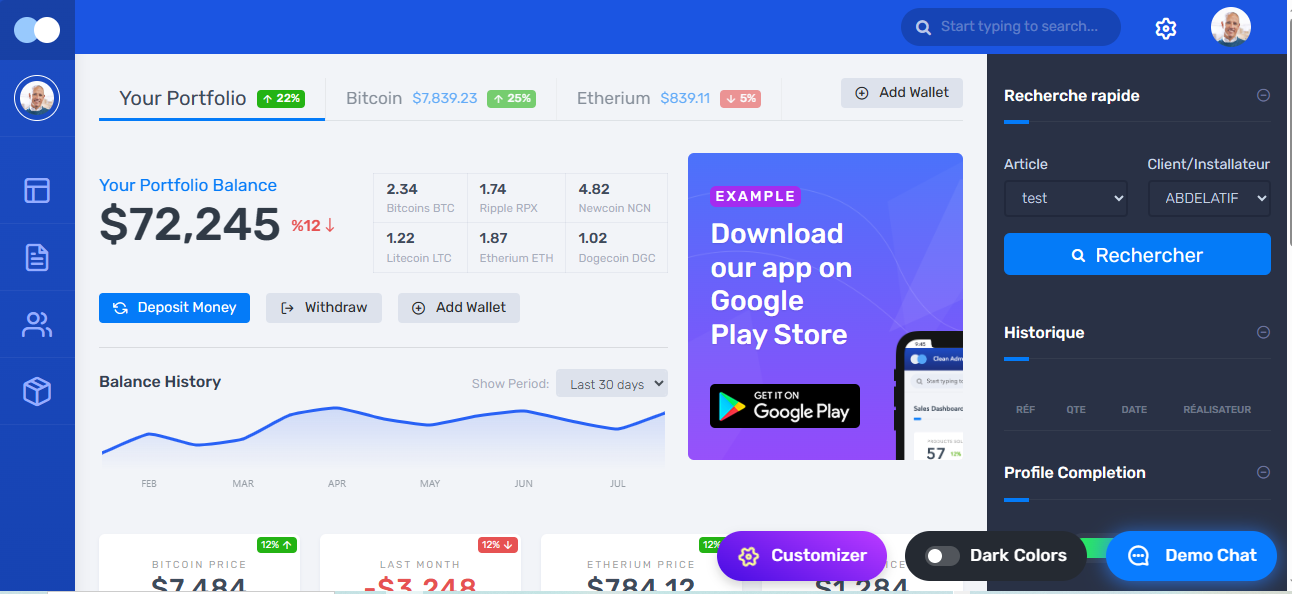 Start typing to search...
Your Portfolio 22% Bitcoin $7,839.23 25% Etherium $839.11 5% Add Wallet
Your Portfolio Balance
$72,245 %12
2.34 1.74 4.82
Bitcoins BTC Ripple RPX Newcoin NCN
1.22 1.87 1.02
Litecoin LTC Etherium ETH Dogecoin DGC
Deposit Money Withdraw Add Wallet
Balance History Show Period: Last 30 days
FEB MAR APR MAY JUN JUL
EXAMPLE
Download
our app on
Google
Play Store
GET IT ON
Google Play
9:45
Clean Adm
Start typing to
Sales Dashboard
PRODUCTS SOL
57 12%
12% 12% 12%
BITCOIN PRICE LAST MONTH ETHERIUM PRICE ICE
$7,484 -$3,248 $784.12 $1,284
Recherche rapide
Article Client/Installateur
test ABDELATIF
Rechercher
Historique
RÉF QTE DATE RÉALISATEUR
Profile Completion
Customizer Dark Colors Demo Chat